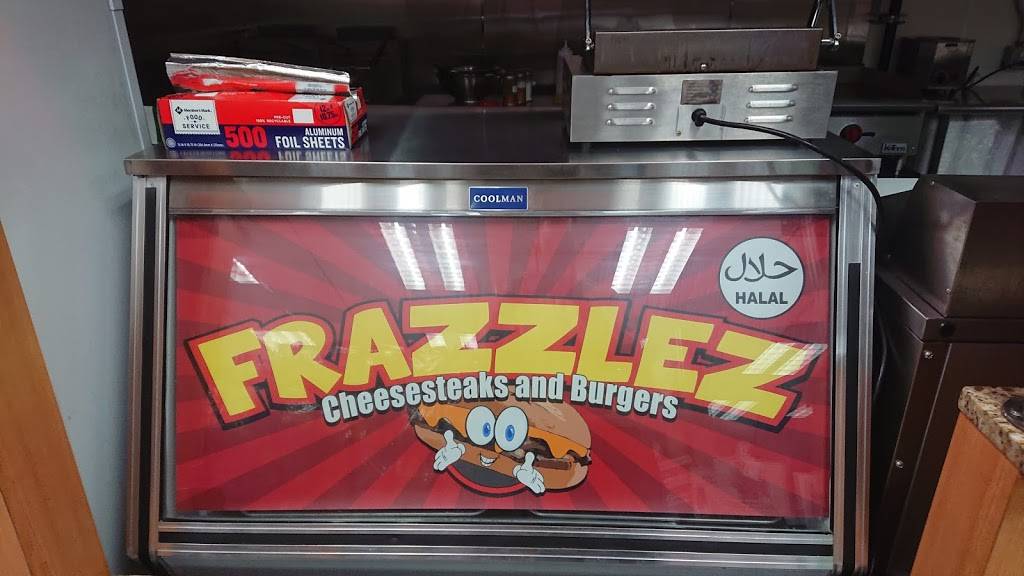 Member's Mark
FOOD
SERVICE
500
ALUMINUM
FOIL SHEETS
COOLMAN
حلال
HALAL
FRAZZLEZ
Cheesesteaks and Burgers